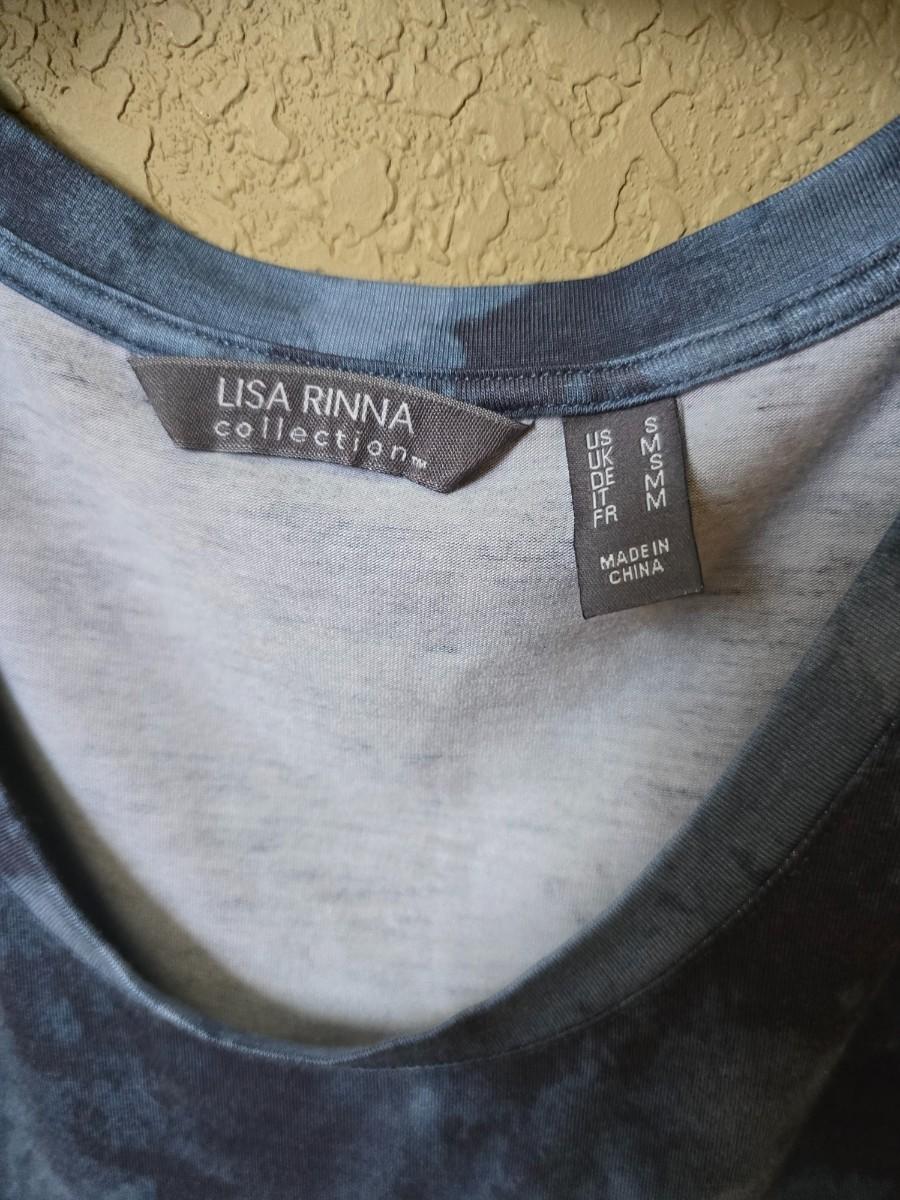 LISA RINNA
collection™
US S
UK M
DE S
IT M
FR M
MADE IN
CHINA